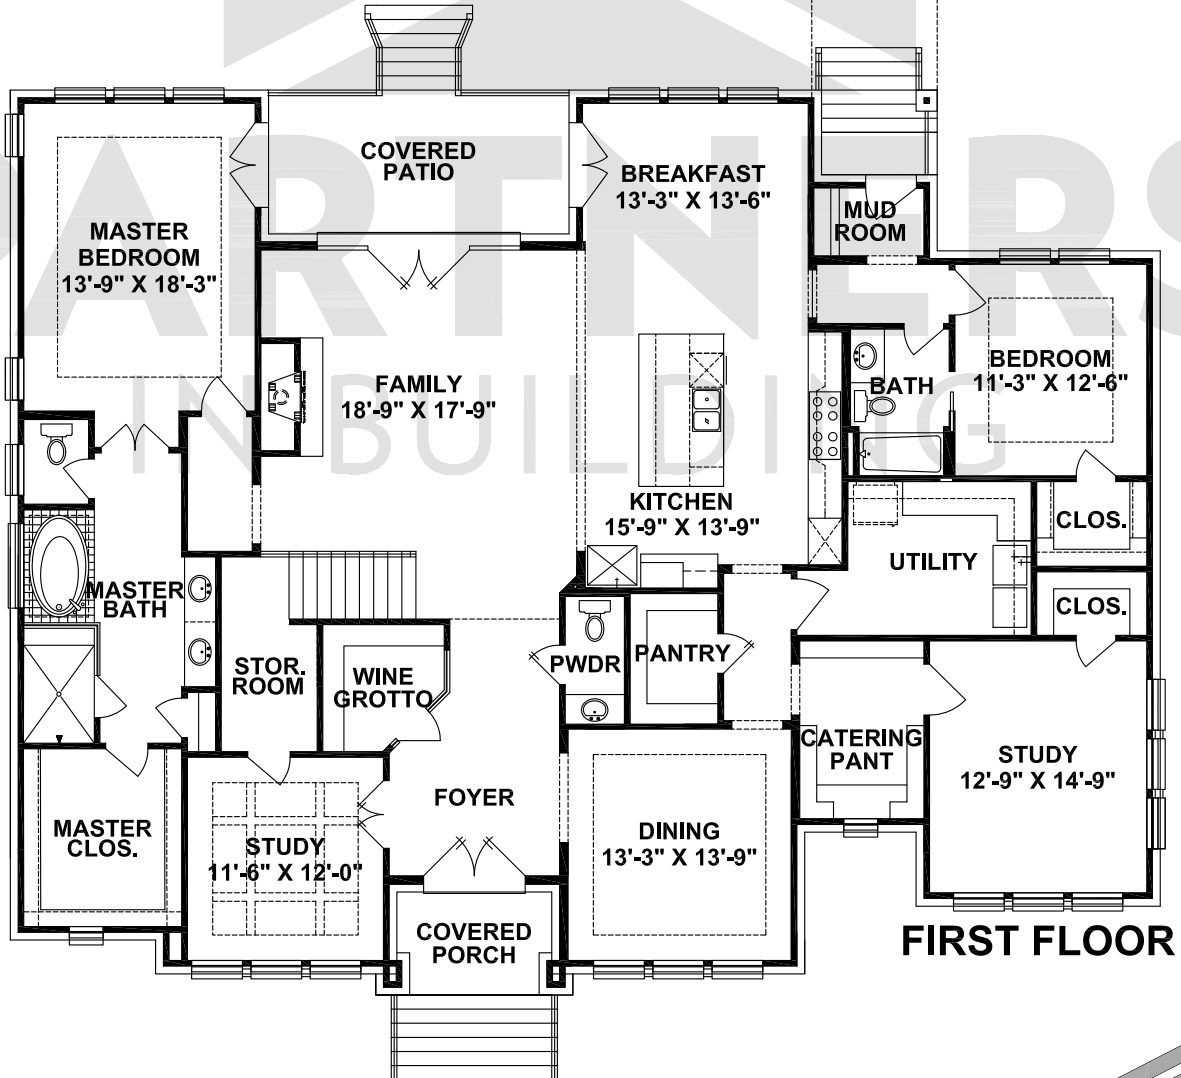 PARTNERS
IN BUILDING
COVERED
PATIO
BREAKFAST
13'-3" X 13'-6"
MUD
ROOM
MASTER
BEDROOM
13'-9" X 18'-3"
FAMILY
18'-9" X 17'-9"
BATH
BEDROOM
11'-3" X 12'-6"
KITCHEN
15'-9" X 13'-9"
CLOS.
UTILITY
CLOS.
MASTER
BATH
STOR.
ROOM
WINE
GROTTO
PWDR
PANTRY
CATERING
PANT
STUDY
12'-9" X 14'-9"
FOYER
MASTER
CLOS.
STUDY
11'-6" X 12'-0"
DINING
13'-3" X 13'-9"
COVERED
PORCH
FIRST FLOOR